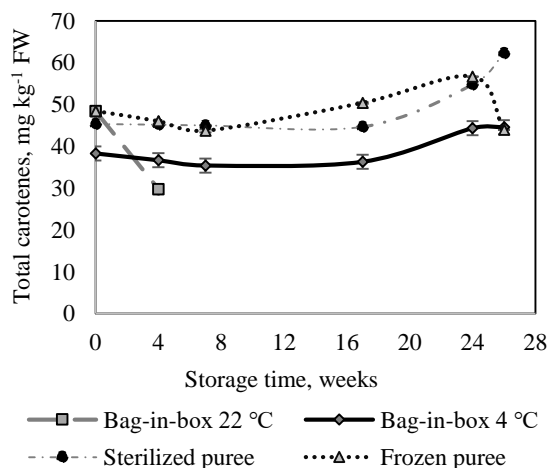 Total carotenes, mg kg⁻¹ FW
70
60
50
40
30
20
10
0
0 4 8 12 16 20 24 28
Storage time, weeks
Bag-in-box 22 °C Bag-in-box 4 °C
Sterilized puree Frozen puree